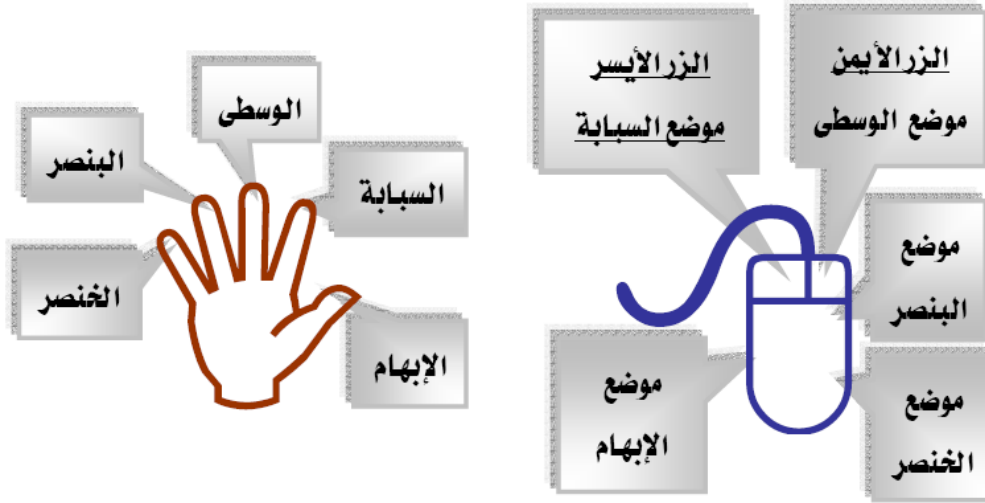 الزر الأيمن
موضع الوسطى
الزر الأيسر
موضع السبابة
موضع
البنصر
موضع
الخنصر
موضع
الإبهام
الوسطى
البنصر
السبابة
الخنصر
الإبهام